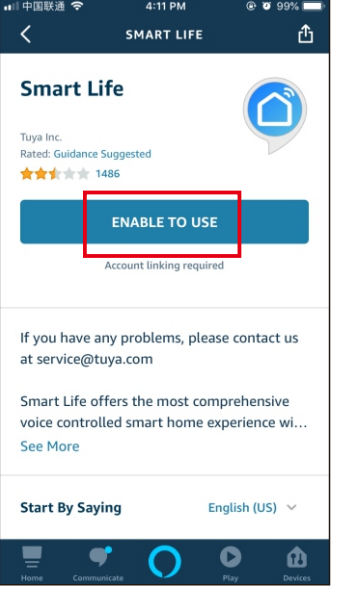 中国联通 4:11 PM 99%
SMART LIFE
Smart Life
Tuya Inc.
Rated: Guidance Suggested
1486
ENABLE TO USE
Account linking required
If you have any problems, please contact us
at service@tuya.com
Smart Life offers the most comprehensive
voice controlled smart home experience wi...
See More
Start By Saying English (US)
Home Communicate Play Devices